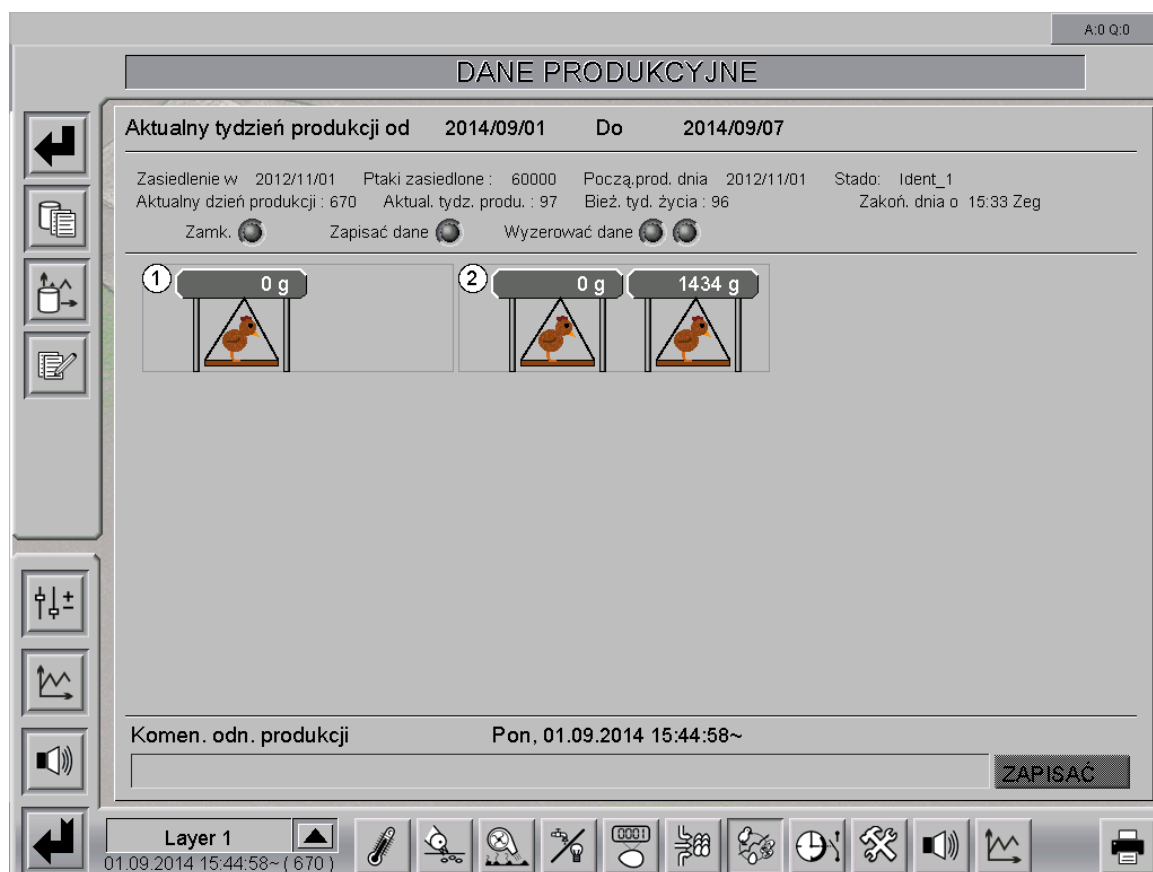 A:0 Q:0
DANE PRODUKCYJNE
Aktualny tydzień produkcji od 2014/09/01 Do 2014/09/07
Zasiedlenie w 2012/11/01 Ptaki zasiedlone : 60000 Począ.prod. dnia 2012/11/01 Stado: Ident_1
Aktualny dzień produkcji : 670 Aktual. tydz. produ. : 97 Bież. tyd. życia : 96 Zakoń. dnia o 15:33 Zeg
Zamk. Zapisać dane Wyzerować dane
1 0 g 2 0 g 1434 g
Komen. odn. produkcji Pon, 01.09.2014 15:44:58~
ZAPISAĆ
Layer 1
01.09.2014 15:44:58~ ( 670 )
0001